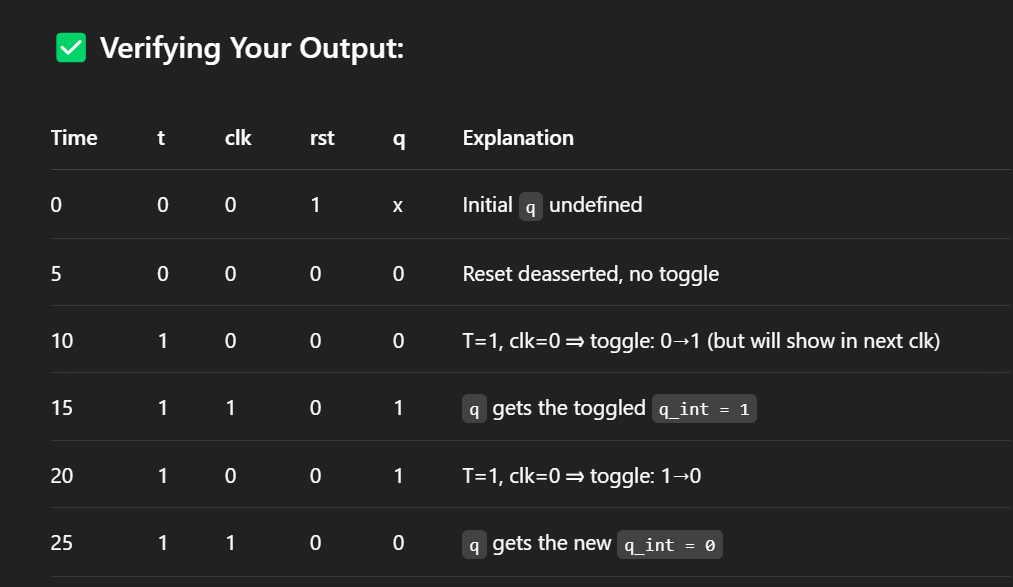 ✅ Verifying Your Output:
Time t clk rst q Explanation
0 0 0 1 x Initial q undefined
5 0 0 0 0 Reset deasserted, no toggle
10 1 0 0 0 T=1, clk=0 ⇒ toggle: 0→1 (but will show in next clk)
15 1 1 0 1 q gets the toggled q_int = 1
20 1 0 0 1 T=1, clk=0 ⇒ toggle: 1→0
25 1 1 0 0 q gets the new q_int = 0